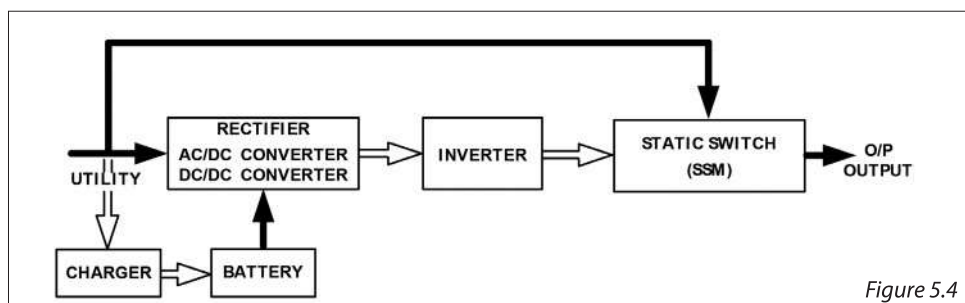 RECTIFIER
AC/DC CONVERTER
DC/DC CONVERTER
INVERTER
STATIC SWITCH
(SSM)
O/P
OUTPUT
UTILITY
CHARGER
BATTERY
Figure 5.4